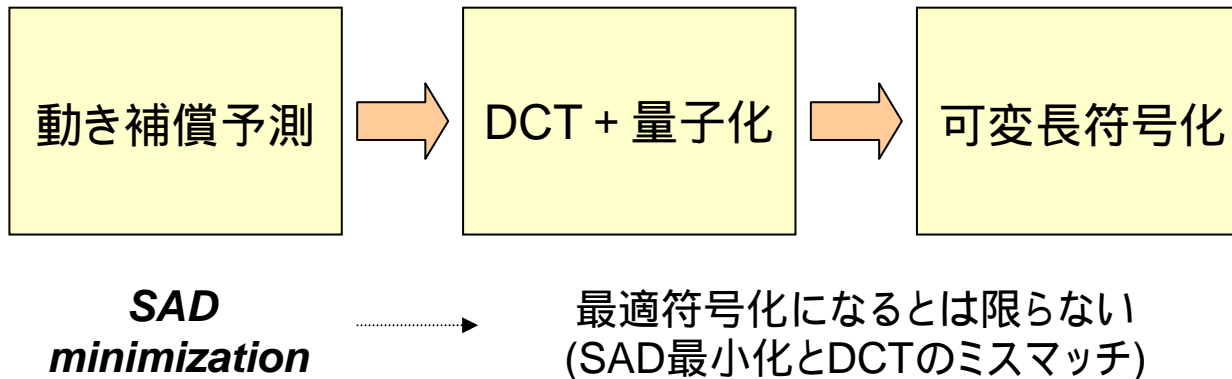 動き補償予測
DCT + 量子化
可変長符号化
SAD
minimization
最適符号化になるとは限らない
(SAD最小化とDCTのミスマッチ)